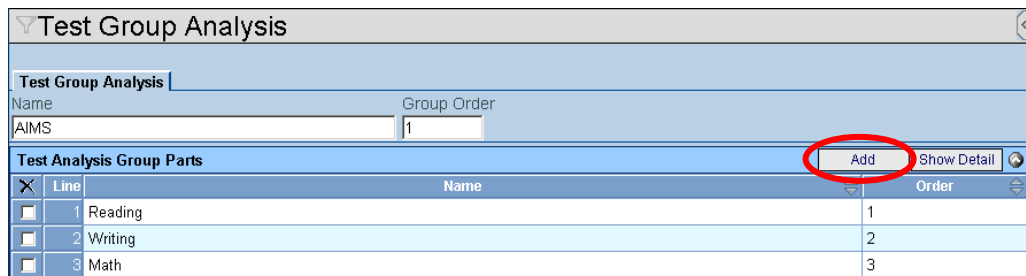 Test Group Analysis
Test Group Analysis
Name Group Order
AIMS 1
Test Analysis Group Parts Add Show Detail
X Line Name Order
1 Reading 1
2 Writing 2
3 Math 3